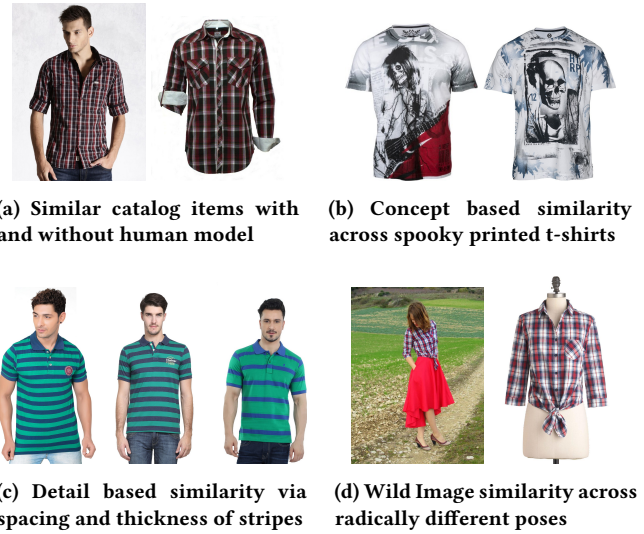 (a) Similar catalog items with
and without human model
(b) Concept based similarity
across spooky printed t-shirts
(c) Detail based similarity via
spacing and thickness of stripes
(d) Wild Image similarity across
radically different poses